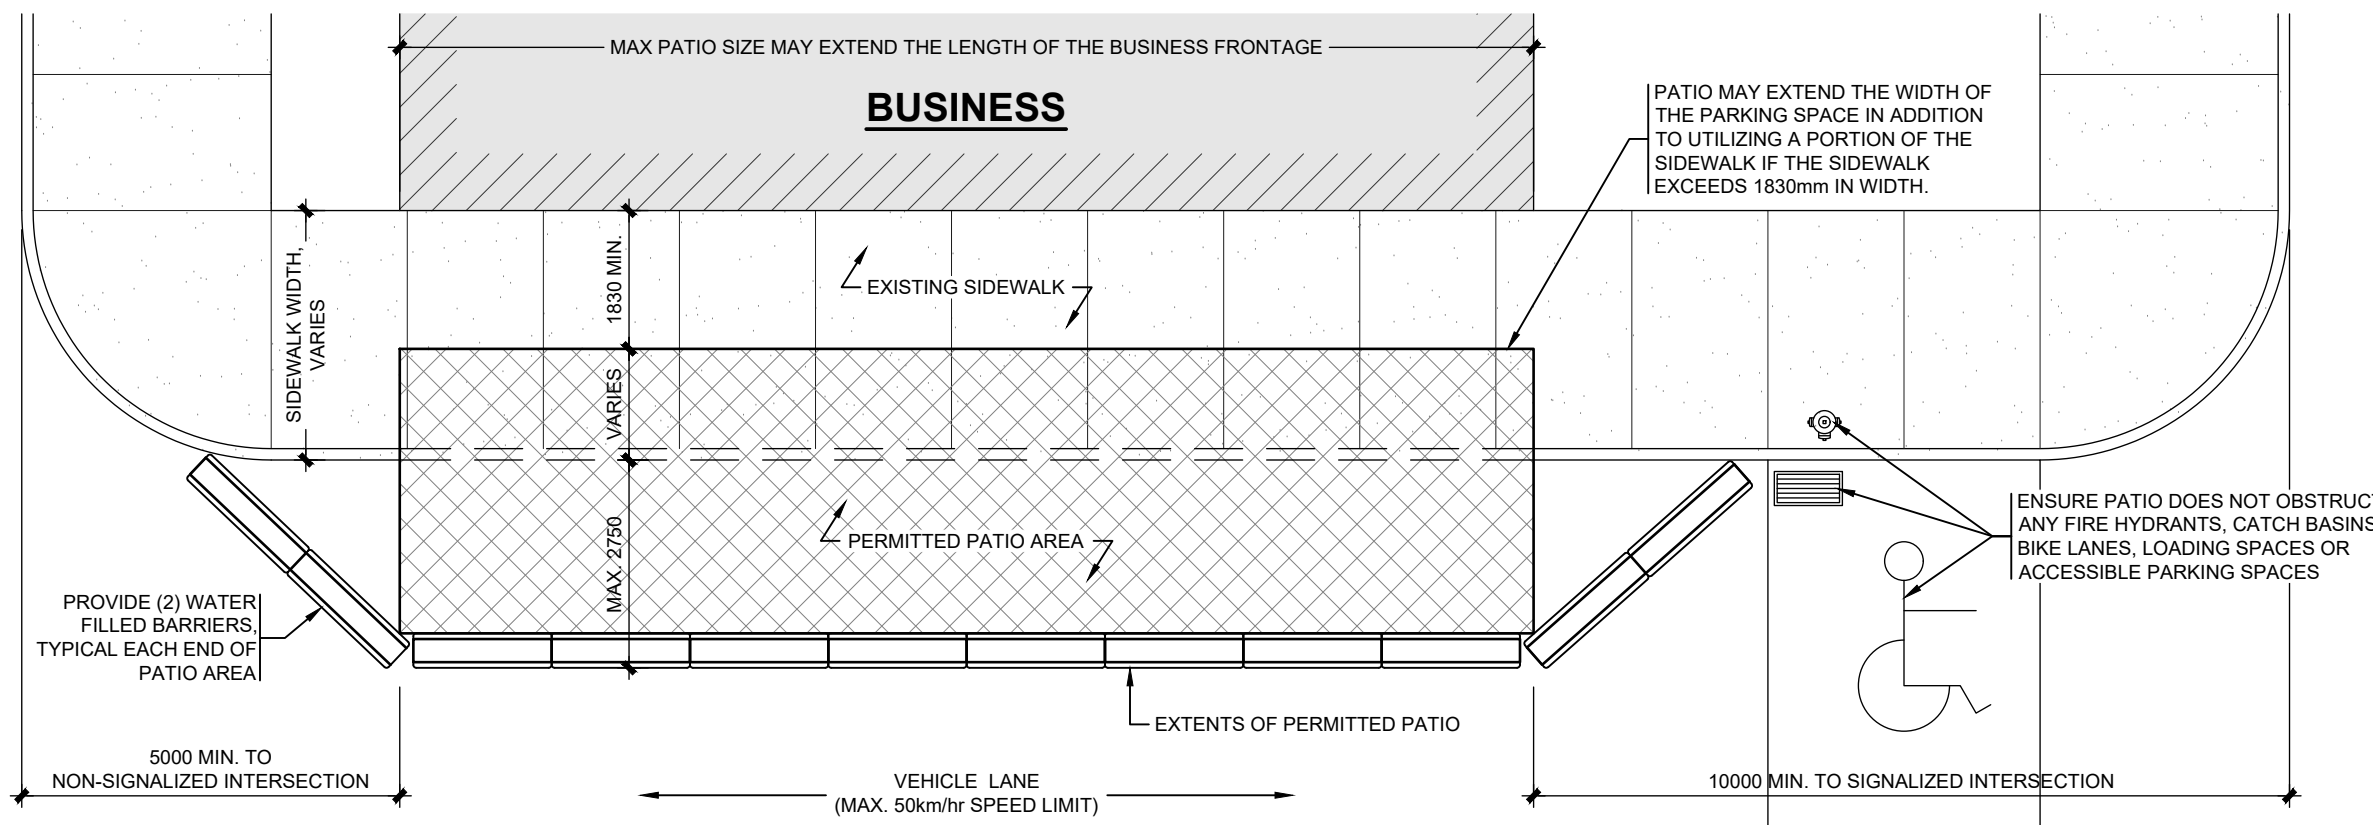 MAX PATIO SIZE MAY EXTEND THE LENGTH OF THE BUSINESS FRONTAGE
BUSINESS
PATIO MAY EXTEND THE WIDTH OF
THE PARKING SPACE IN ADDITION
TO UTILIZING A PORTION OF THE
SIDEWALK IF THE SIDEWALK
EXCEEDS 1830mm IN WIDTH.
SIDEWALK WIDTH,
VARIES
1830 MIN.
EXISTING SIDEWALK
VARIES
MAX. 2750
PERMITTED PATIO AREA
ENSURE PATIO DOES NOT OBSTRUCT
ANY FIRE HYDRANTS, CATCH BASINS
BIKE LANES, LOADING SPACES OR
ACCESSIBLE PARKING SPACES
PROVIDE (2) WATER
FILLED BARRIERS,
TYPICAL EACH END OF
PATIO AREA
EXTENTS OF PERMITTED PATIO
5000 MIN. TO
NON-SIGNALIZED INTERSECTION
VEHICLE LANE
(MAX. 50km/hr SPEED LIMIT)
10000 MIN. TO SIGNALIZED INTERSECTION